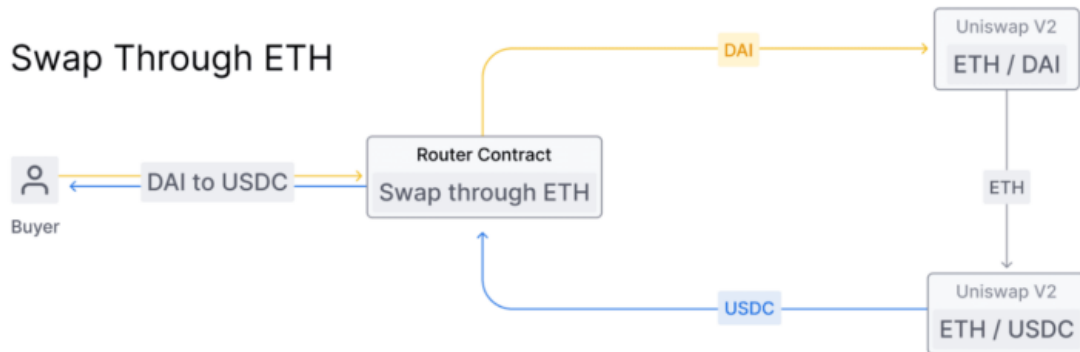 Swap Through ETH
DAI
Uniswap V2
ETH / DAI
Router Contract
Swap through ETH
DAI to USDC
Buyer
ETH
USDC
Uniswap V2
ETH / USDC